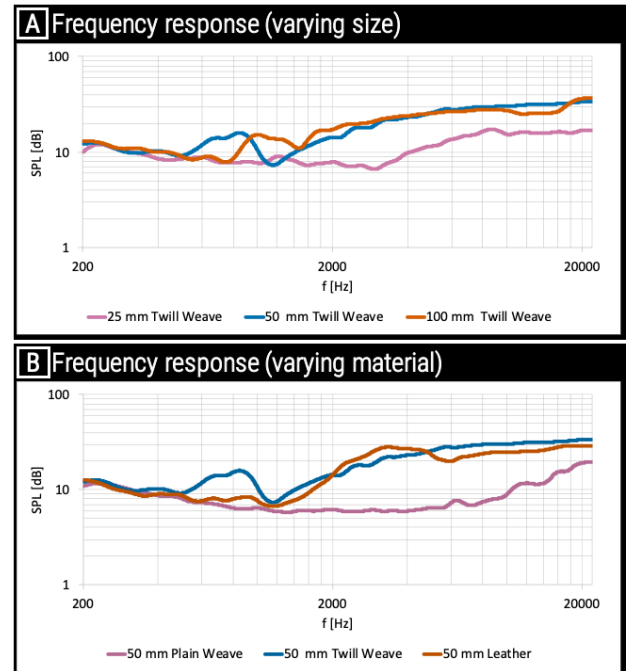 A Frequency response (varying size)
100
10
1
SPL [dB]
200 2000 20000
f [Hz]
25 mm Twill Weave 50 mm Twill Weave 100 mm Twill Weave
B Frequency response (varying material)
100
10
1
SPL [dB]
200 2000 20000
f [Hz]
50 mm Plain Weave 50 mm Twill Weave 50 mm Leather